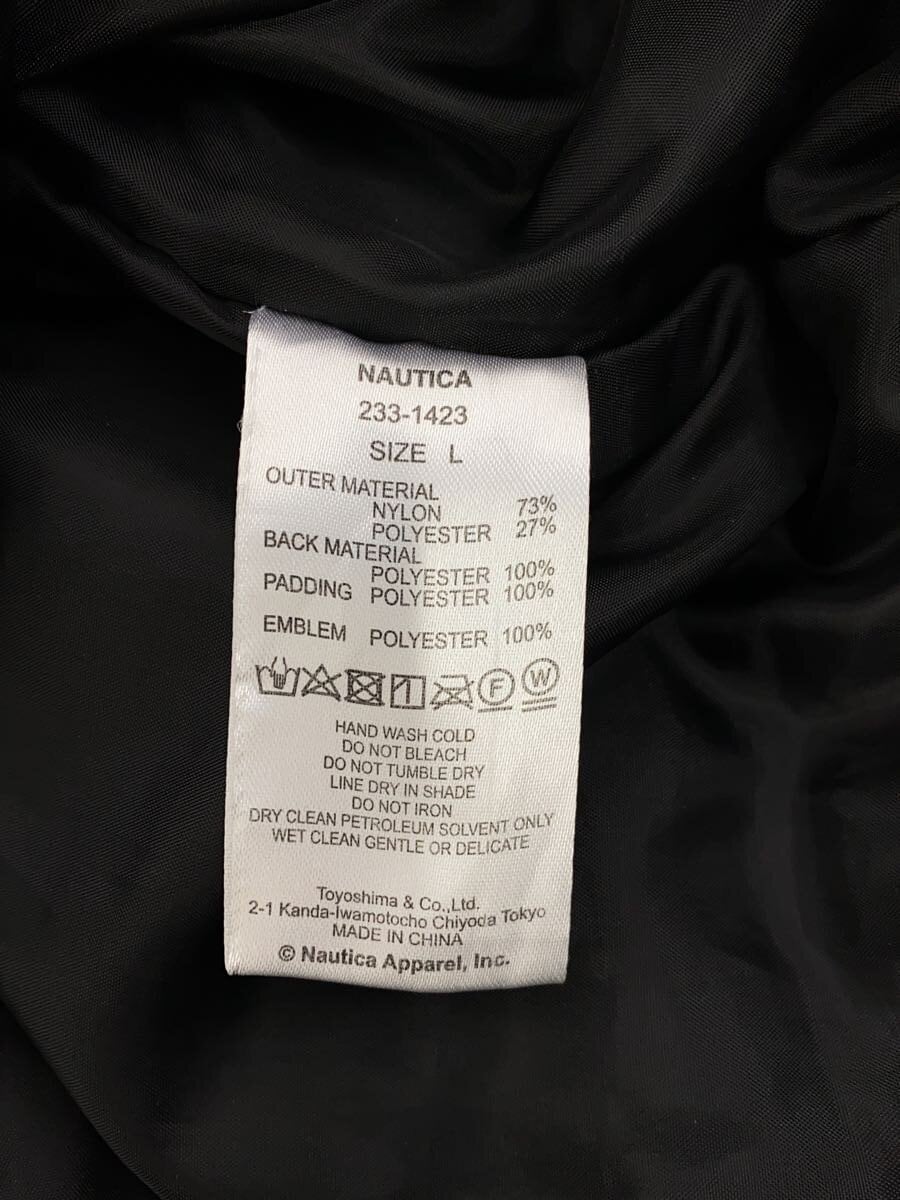 NAUTICA
233-1423
SIZE L
OUTER MATERIAL
NYLON 73%
POLYESTER 27%
BACK MATERIAL
POLYESTER 100%
PADDING POLYESTER 100%
EMBLEM POLYESTER 100%
F W
HAND WASH COLD
DO NOT BLEACH
DO NOT TUMBLE DRY
LINE DRY IN SHADE
DO NOT IRON
DRY CLEAN PETROLEUM SOLVENT ONLY
WET CLEAN GENTLE OR DELICATE
Toyoshima & Co.,Ltd.
2-1 Kanda-Iwamotocho Chiyoda Tokyo
MADE IN CHINA
© Nautica Apparel, Inc.